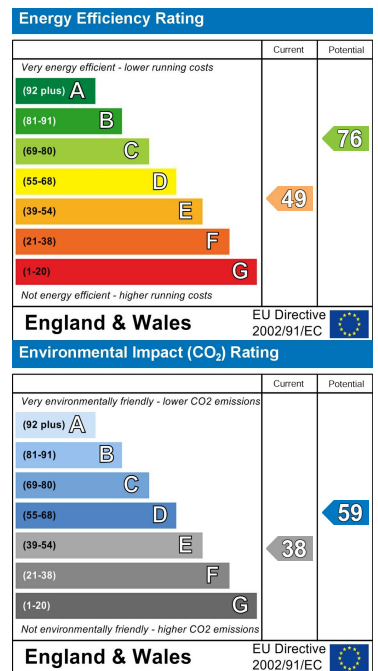 Energy Efficiency Rating
Current Potential
Very energy efficient - lower running costs
(92 plus) A
(81-91) B
(69-80) C
76
(55-68) D
49
(39-54) E
(21-38) F
(1-20) G
Not energy efficient - higher running costs
England & Wales
EU Directive
2002/91/EC
Environmental Impact (CO₂) Rating
Current Potential
Very environmentally friendly - lower CO2 emissions
(92 plus) A
(81-91) B
(69-80) C
(55-68) D
59
(39-54) E
38
(21-38) F
(1-20) G
Not environmentally friendly - higher CO2 emissions
England & Wales
EU Directive
2002/91/EC